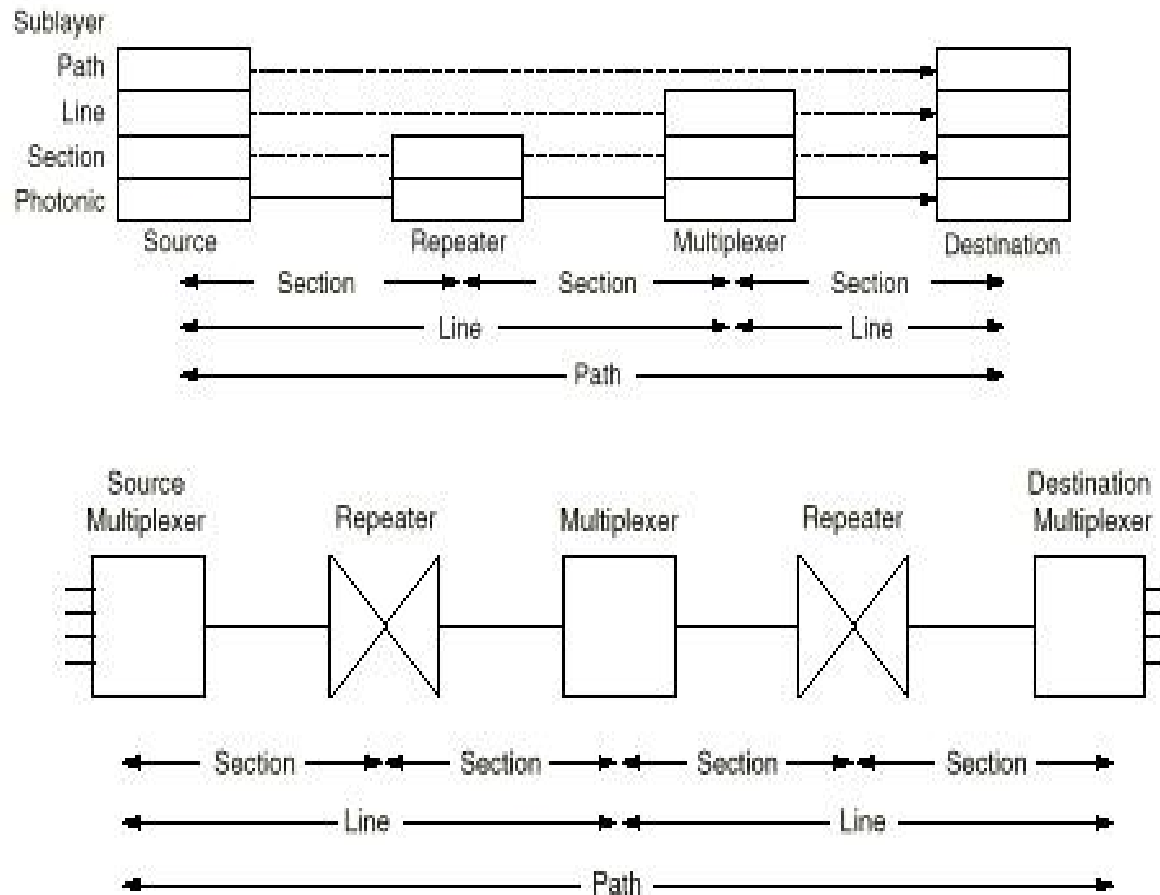 Sublayer
Path
Line
Section
Photonic
Source Repeater Multiplexer Destination
Section Section Section
Line Line
Path
Source Multiplexer Repeater Multiplexer Repeater Destination Multiplexer
Section Section Section Section
Line Line
Path